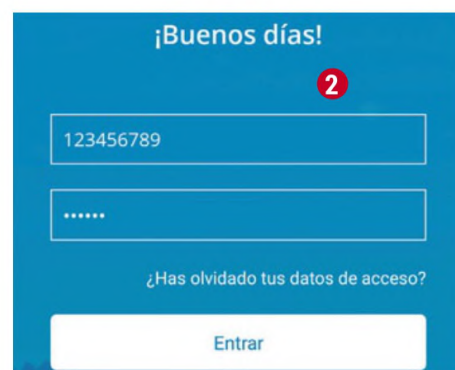 ¡Buenos días!
2
123456789
••••••
¿Has olvidado tus datos de acceso?
Entrar